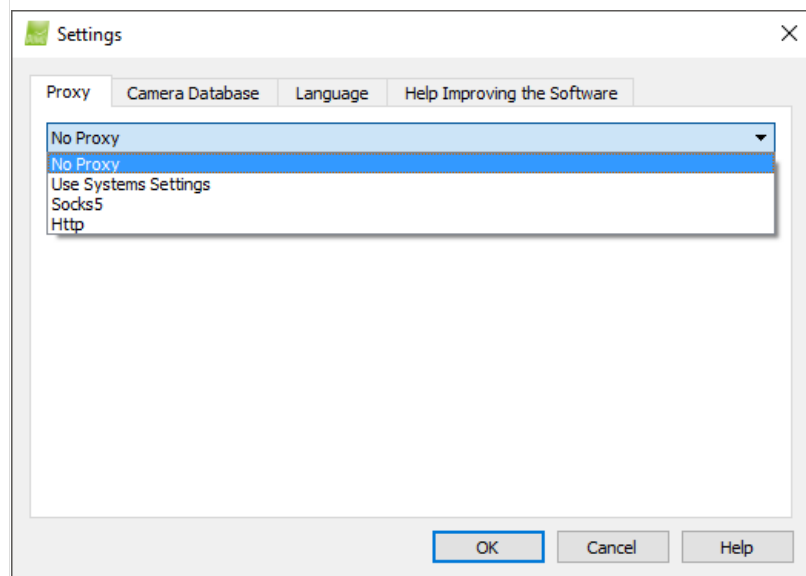 Settings
Proxy Camera Database Language Help Improving the Software
No Proxy
No Proxy
Use Systems Settings
Socks5
Http
OK Cancel Help